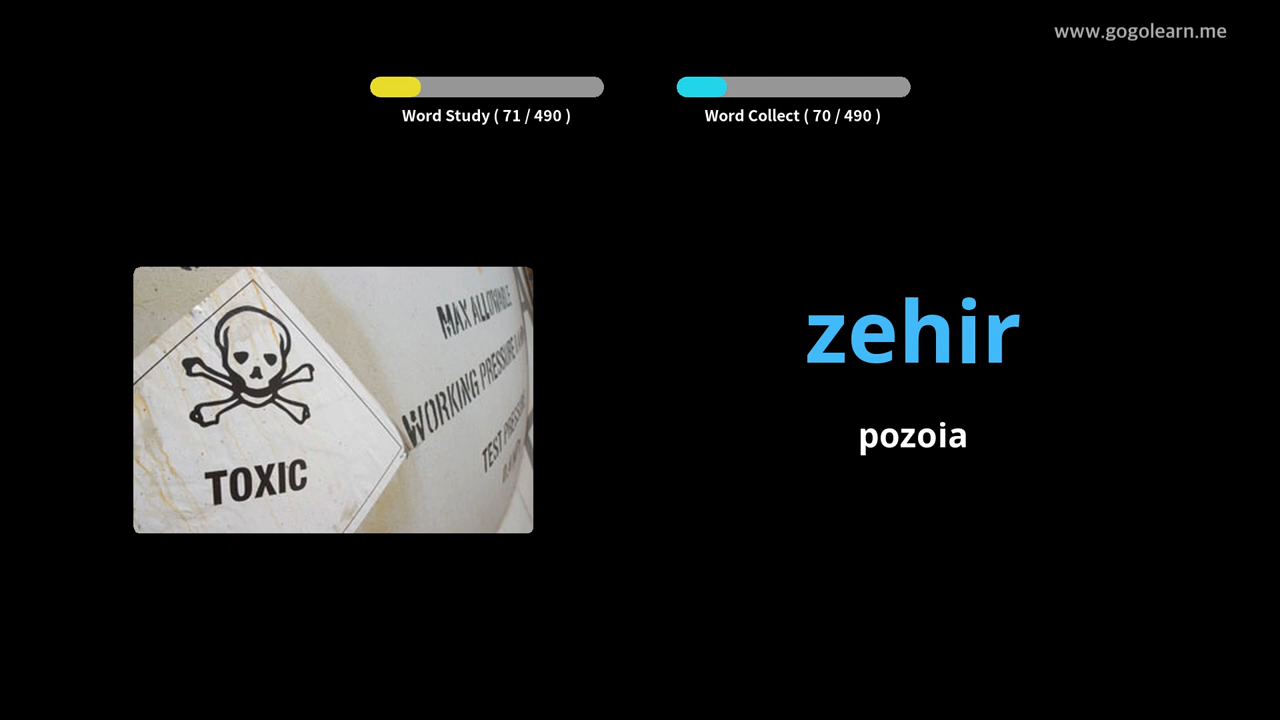 www.gogolearn.me
Word Study ( 71 / 490 )
Word Collect ( 70 / 490 )
MAX ALLOWABLE
WORKING PRESSURE
TEST PRESSURE
TOXIC
zehir
pozoia